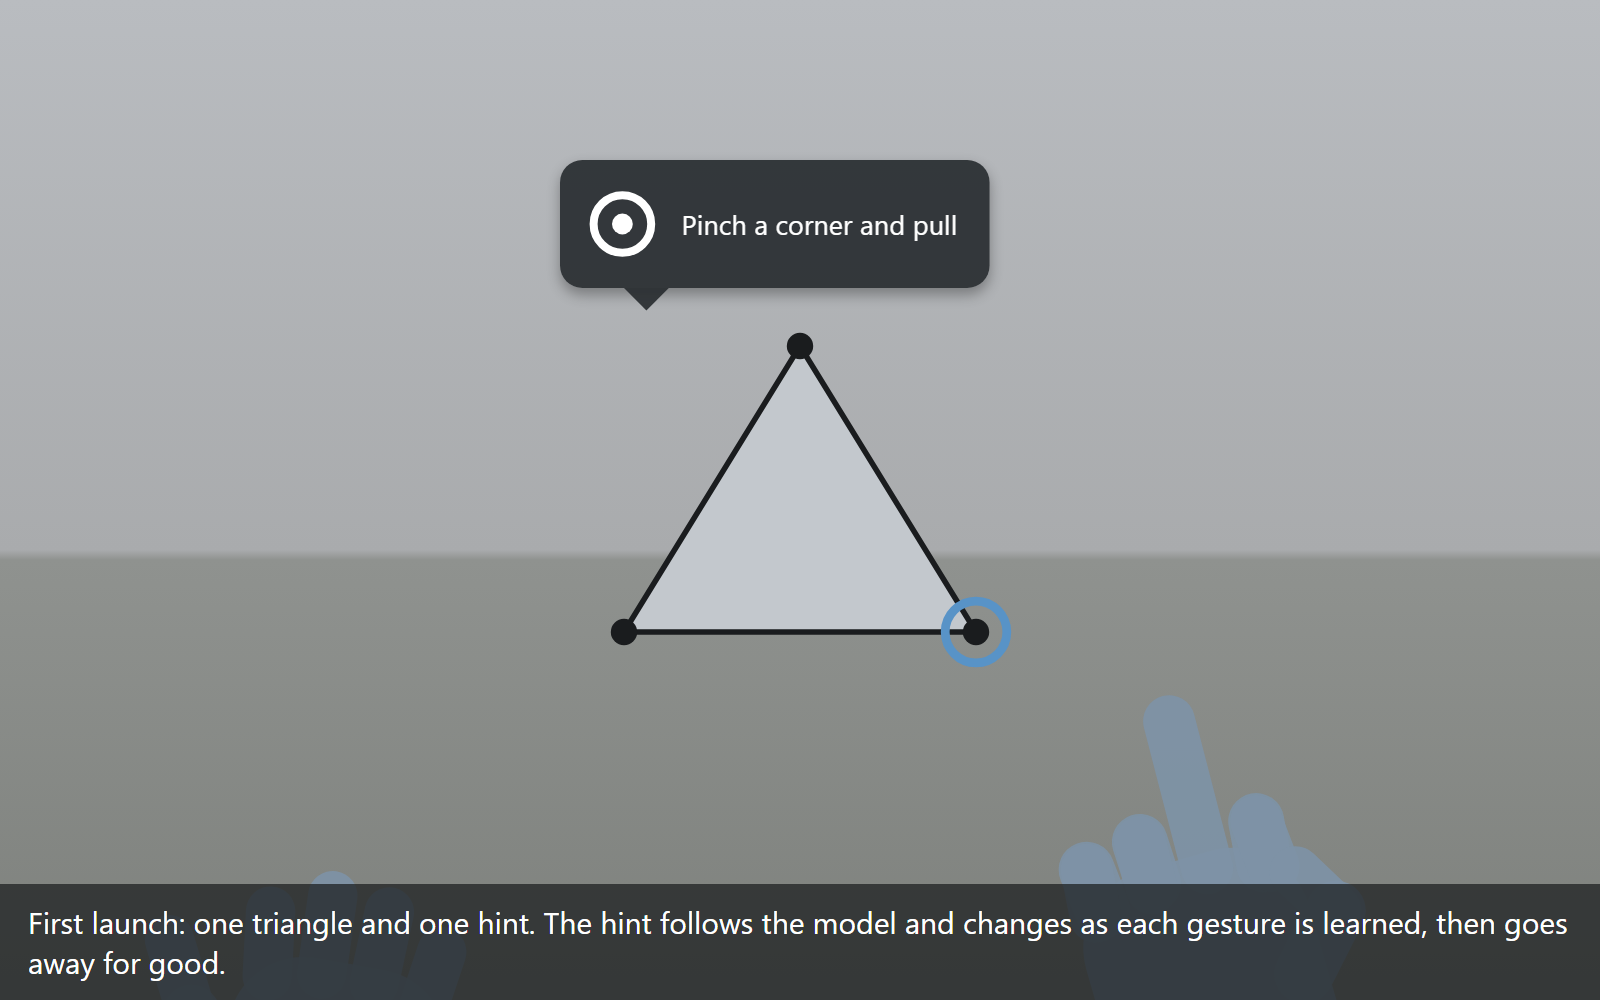 Pinch a corner and pull
First launch: one triangle and one hint. The hint follows the model and changes as each gesture is learned, then goes
away for good.